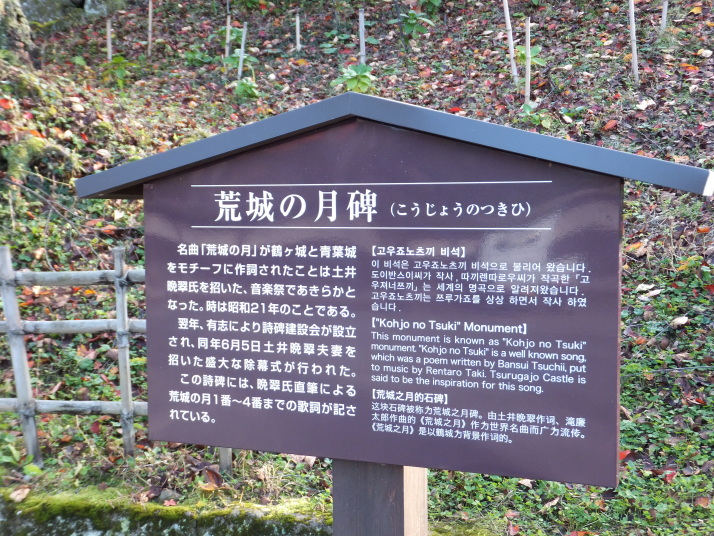 荒城の月碑（こうじょうのつきひ）
名曲「荒城の月」が鶴ヶ城と青葉城
をモチーフに作詞されたことは土井
晩翠氏を招いた、音楽祭であきらかと
なった。時は昭和21年のことである。
翌年、有志により詩碑建設会が設立
され、同年6月5日土井晩翠夫妻を
招いた盛大な除幕式が行われた。
この詩碑には、晩翠氏直筆による
荒城の月1番〜4番までの歌詞が記さ
れている。
【고우죠노츠끼 비석】
이 비석은 고우죠노츠끼 비석으로 불리어 왔습니다.
도이반스이씨가 작사, 따끼렌따로우씨가 작곡한 「고
우져너쯔끼」는 세계의 명곡으로 알려져왔습니다.
고우죠노츠끼는 쯔루가죠를 상상 하면서 작사 하였
습니다.
【"Kohjo no Tsuki" Monument】
This monument is known as "Kohjo no Tsuki"
monument. "Kohjo no Tsuki" is a well known song,
which was a poem written by Bansui Tsuchii, put
to music by Rentaro Taki. Tsurugajo Castle is
said to be the inspiration for this song.
【荒城之月的石碑】
这块石碑被称为荒城之月碑。由土井晚翠作词、滝廉
太郎作曲的《荒城之月》作为世界名曲而广为流传。
《荒城之月》是以鹤城为背景作词的。